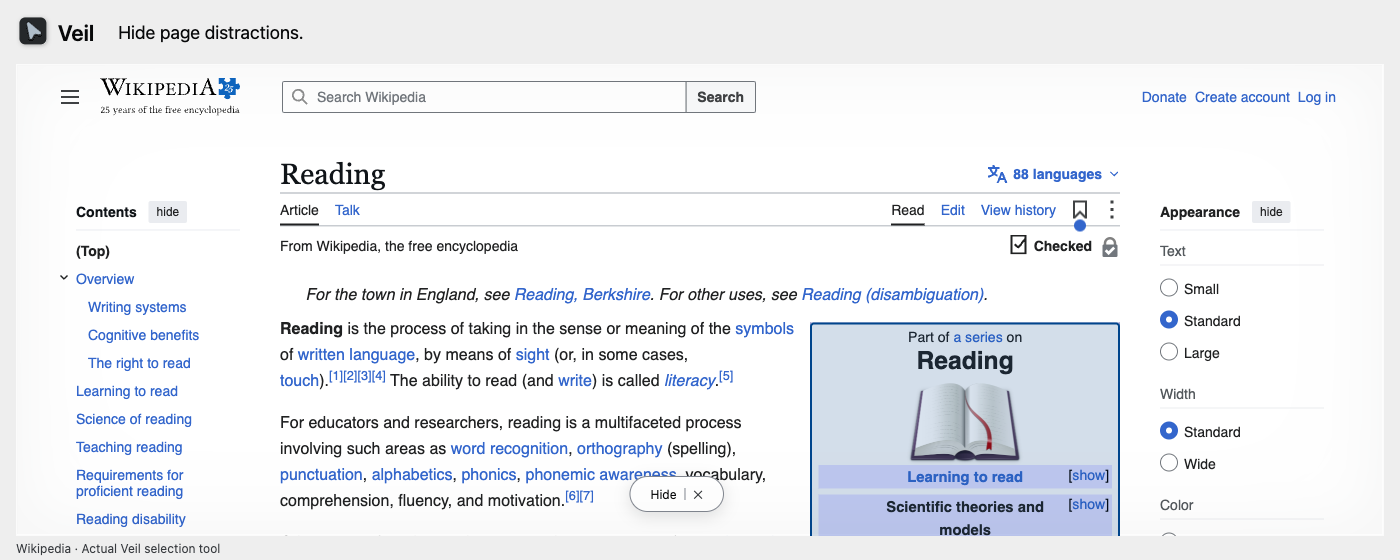 Veil Hide page distractions.
WIKIPEDIA 25
25 years of the free encyclopedia
Search Wikipedia
Search
Donate Create account Log in
Reading
88 languages
Contents hide
(Top)
Overview
Writing systems
Cognitive benefits
The right to read
Learning to read
Science of reading
Teaching reading
Requirements for
proficient reading
Reading disability
Article Talk
Read Edit View history
From Wikipedia, the free encyclopedia
Checked
For the town in England, see Reading, Berkshire. For other uses, see Reading (disambiguation).
Reading is the process of taking in the sense or meaning of the symbols
of written language, by means of sight (or, in some cases,
touch).[1][2][3][4] The ability to read (and write) is called literacy.[5]
For educators and researchers, reading is a multifaceted process
involving such areas as word recognition, orthography (spelling),
punctuation, alphabetics, phonics, phonemic awareness, vocabulary,
comprehension, fluency, and motivation.[6][7]
Hide
Part of a series on
Reading
Learning to read [show]
Scientific theories and [show]
models
Appearance hide
Text
Small
Standard
Large
Width
Standard
Wide
Color
Wikipedia · Actual Veil selection tool